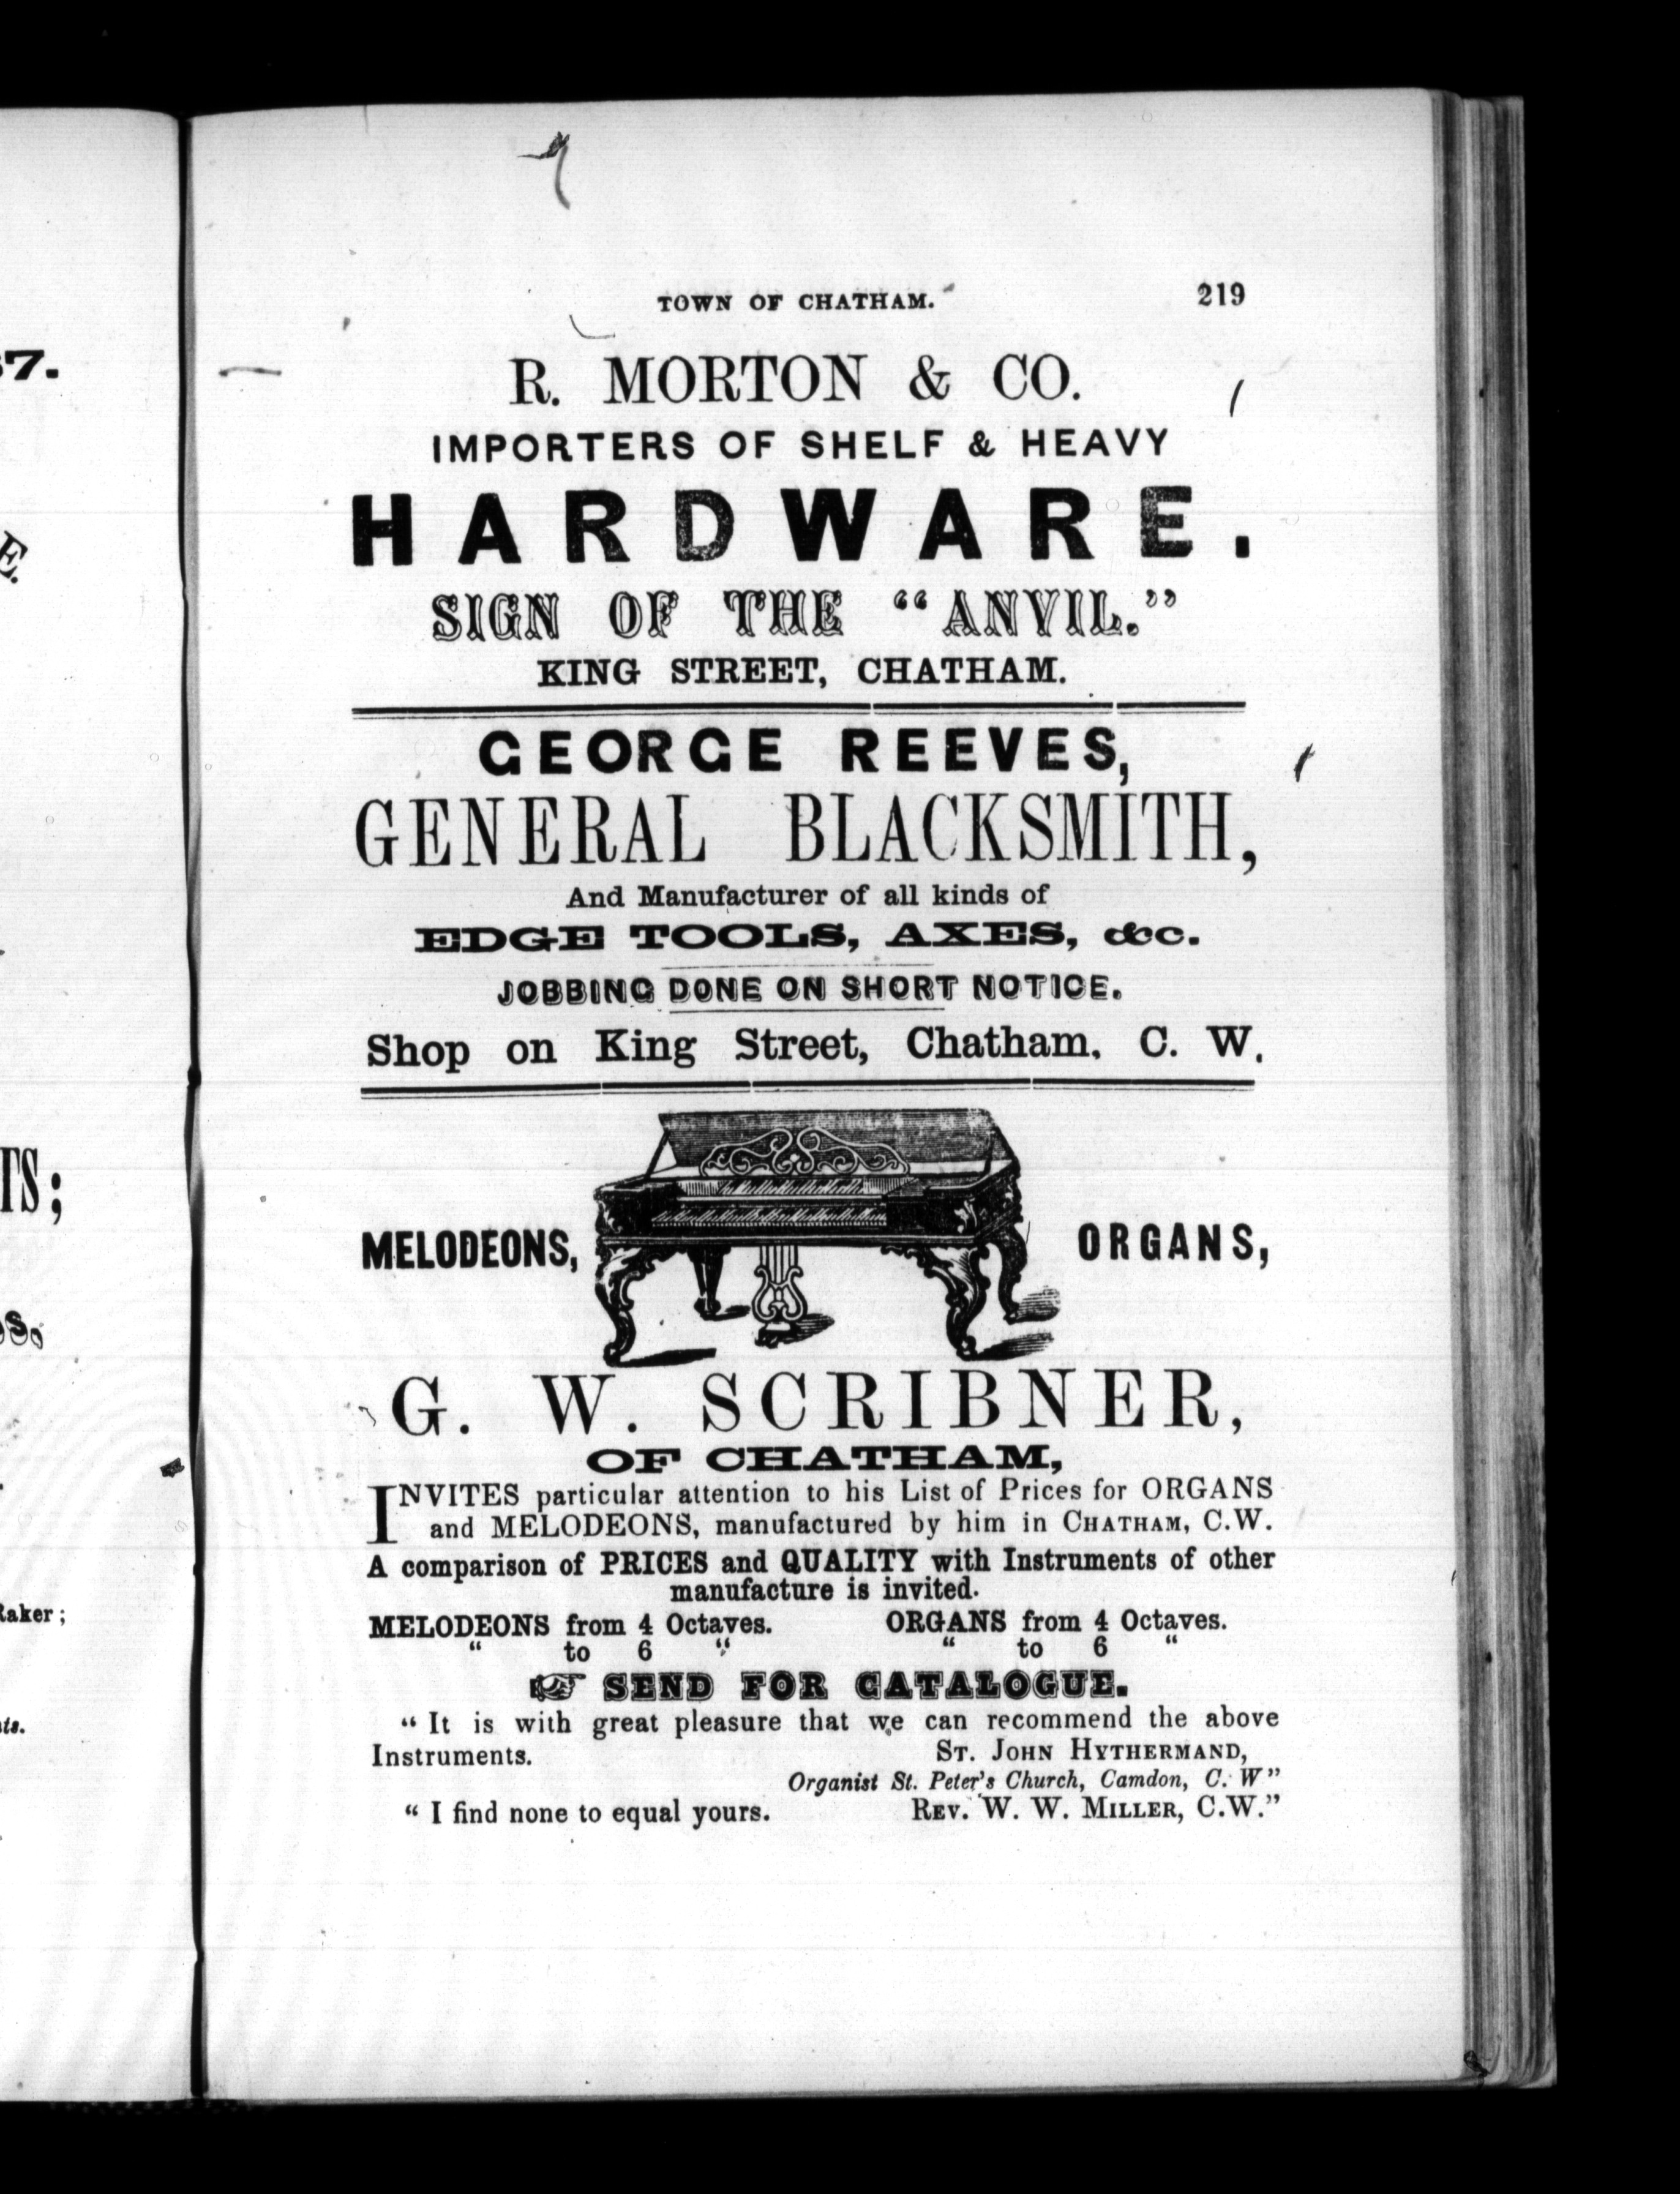 TOWN OF CHATHAM. 219
R. MORTON & CO.
IMPORTERS OF SHELF & HEAVY
HARDWARE.
SIGN OF THE "ANVIL."
KING STREET, CHATHAM.
GEORGE REEVES,
GENERAL BLACKSMITH,
And Manufacturer of all kinds of
EDGE TOOLS, AXES, &c.
JOBBING DONE ON SHORT NOTICE.
Shop on King Street, Chatham, C. W.
MELODEONS, ORGANS,
G. W. SCRIBNER,
OF CHATHAM,
INVITES particular attention to his List of Prices for ORGANS
and MELODEONS, manufactured by him in CHATHAM, C.W.
A comparison of PRICES and QUALITY with Instruments of other
manufacture is invited.
MELODEONS from 4 Octaves. ORGANS from 4 Octaves.
" to 6 " " to 6 "
☞ SEND FOR CATALOGUE.
"It is with great pleasure that we can recommend the above
Instruments. ST. JOHN HYTHERMAND,
Organist St. Peter's Church, Camdon, C. W"
"I find none to equal yours. REV. W. W. MILLER, C.W."
7.
E.
TS;
s,
Raker;
ts.